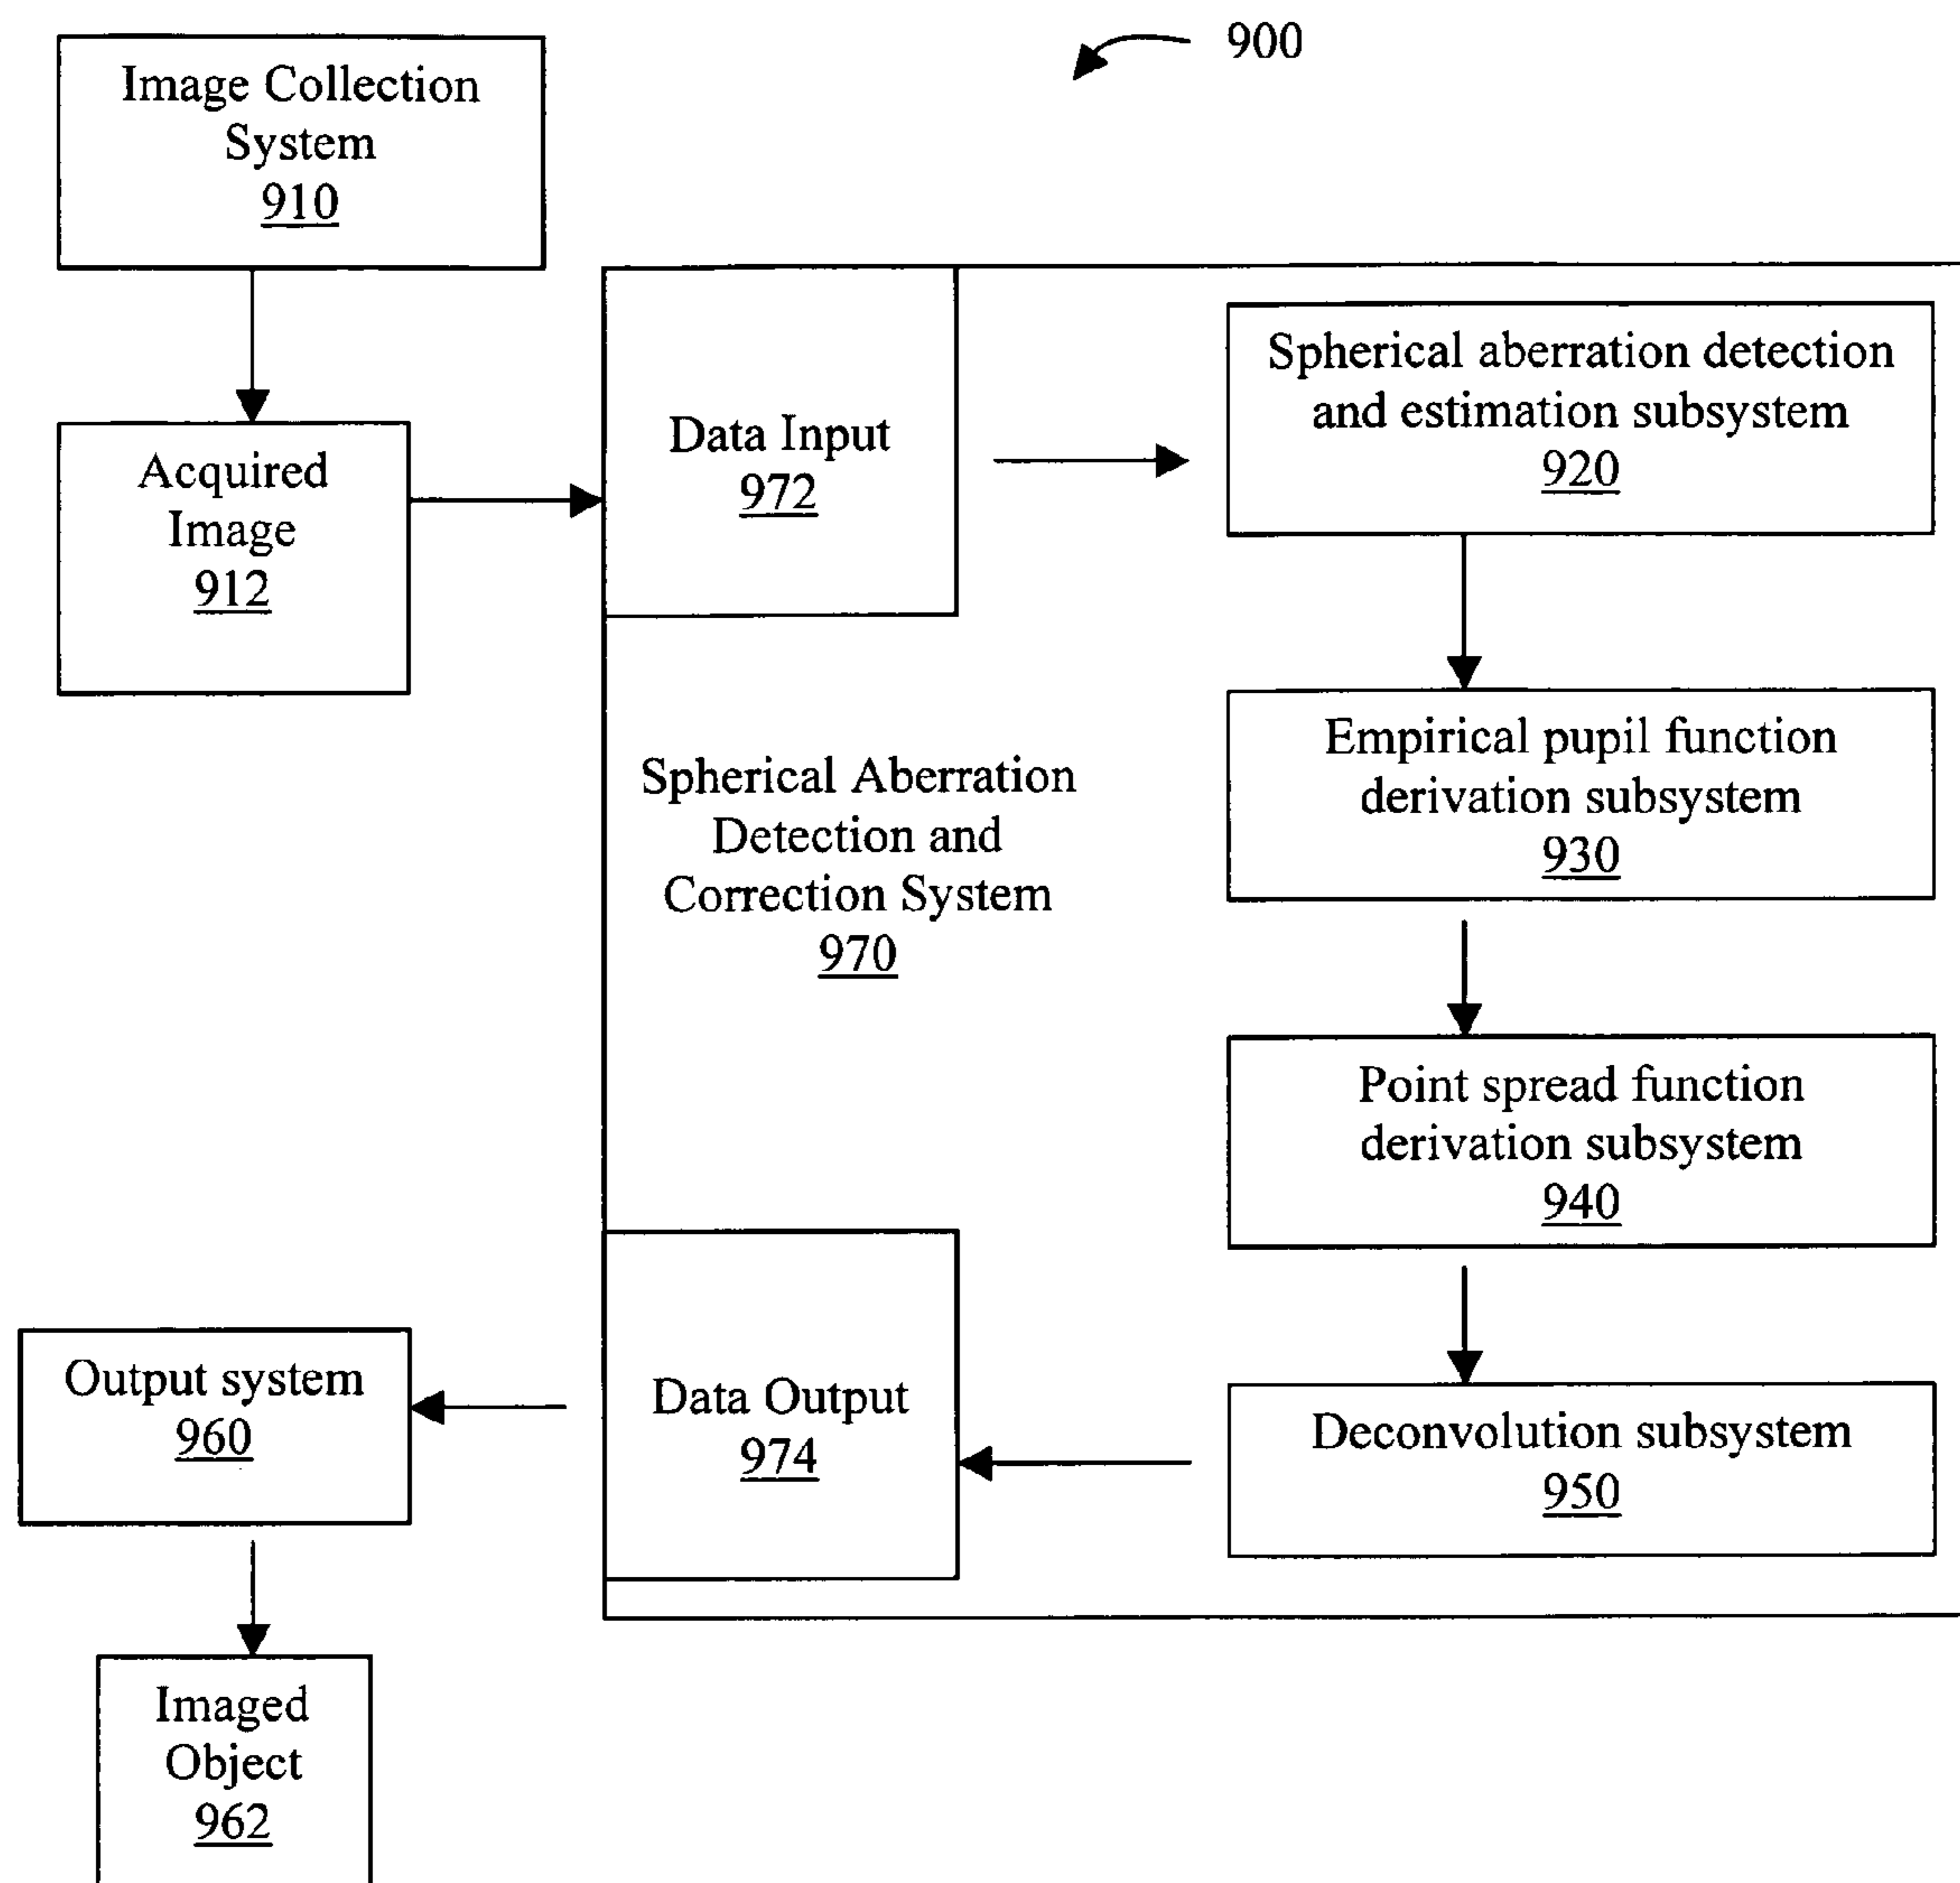 900
Image Collection
System
910
Acquired
Image
912
Data Input
972
Spherical aberration detection
and estimation subsystem
920
Empirical pupil function
derivation subsystem
930
Spherical Aberration
Detection and
Correction System
970
Point spread function
derivation subsystem
940
Deconvolution subsystem
950
Data Output
974
Output system
960
Imaged
Object
962